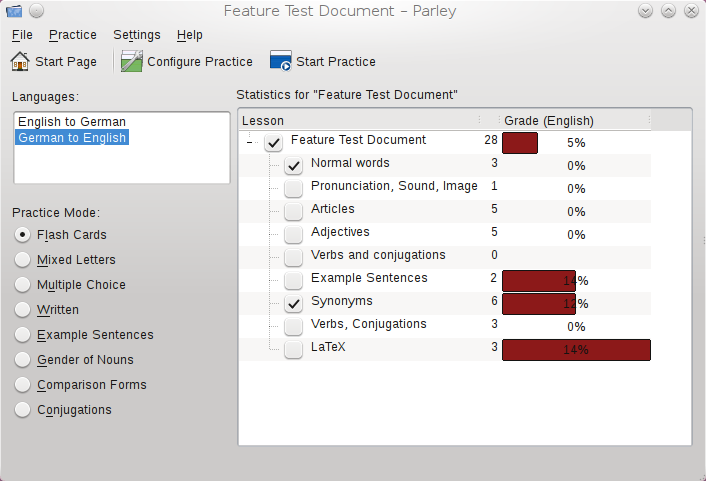 Feature Test Document – Parley
File Practice Settings Help
Start Page Configure Practice Start Practice
Languages:
English to German
German to English
Practice Mode:
Flash Cards
Mixed Letters
Multiple Choice
Written
Example Sentences
Gender of Nouns
Comparison Forms
Conjugations
Statistics for "Feature Test Document"
Lesson Grade (English)
Feature Test Document 28 5%
Normal words 3 0%
Pronunciation, Sound, Image 1 0%
Articles 5 0%
Adjectives 5 0%
Verbs and conjugations 0
Example Sentences 2 14%
Synonyms 6 12%
Verbs, Conjugations 3 0%
LaTeX 3 14%